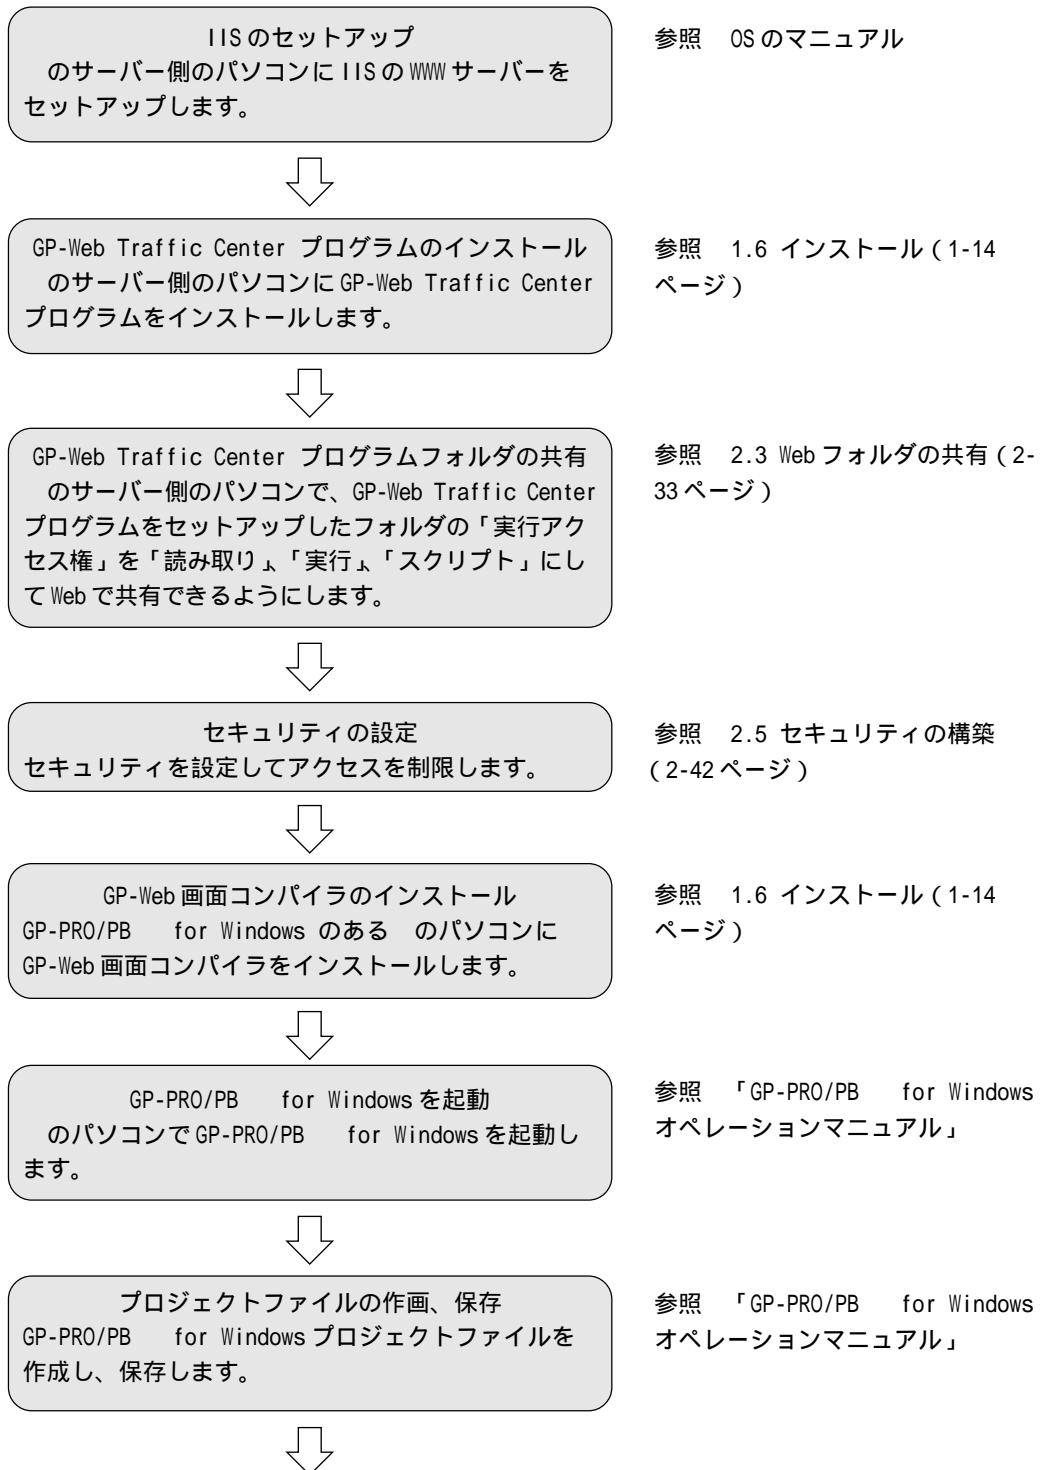 IISのセットアップ
のサーバー側のパソコンにIISのWWWサーバーを
セットアップします。
参照　OSのマニュアル
GP-Web Traffic Center プログラムのインストール
のサーバー側のパソコンにGP-Web Traffic Center
プログラムをインストールします。
参照　1.6 インストール(1-14
ページ)
GP-Web Traffic Center プログラムフォルダの共有
のサーバー側のパソコンで、GP-Web Traffic Center
プログラムをセットアップしたフォルダの「実行アク
セス権」を「読み取り」、「実行」、「スクリプト」にし
てWebで共有できるようにします。
参照　2.3 Webフォルダの共有(2-
33ページ)
セキュリティの設定
セキュリティを設定してアクセスを制限します。
参照　2.5 セキュリティの構築
(2-42ページ)
GP-Web画面コンパイラのインストール
GP-PRO/PB　for Windows のある　のパソコンに
GP-Web画面コンパイラをインストールします。
参照　1.6 インストール(1-14
ページ)
GP-PRO/PB　for Windowsを起動
のパソコンでGP-PRO/PB　for Windowsを起動し
ます。
参照　「GP-PRO/PB　for Windows
オペレーションマニュアル」
プロジェクトファイルの作画、保存
GP-PRO/PB　for Windowsプロジェクトファイルを
作成し、保存します。
参照　「GP-PRO/PB　for Windows
オペレーションマニュアル」